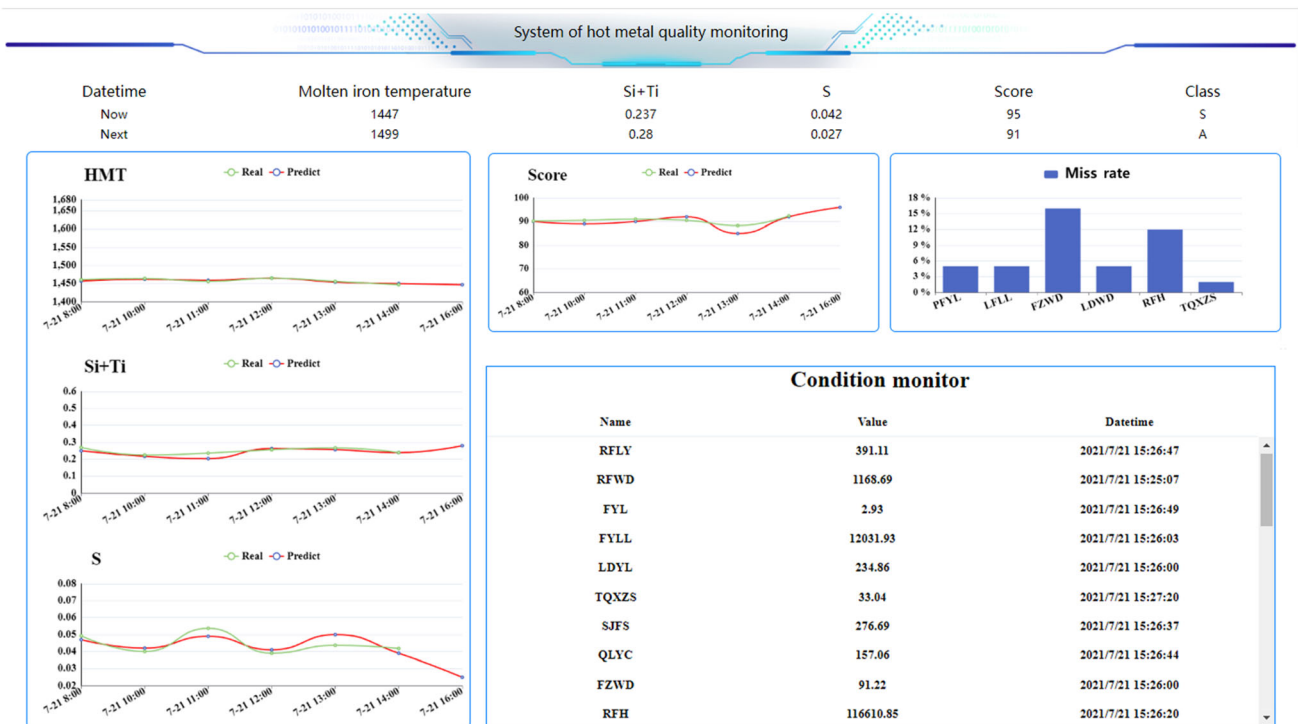 System of hot metal quality monitoring
Datetime Molten iron temperature Si+Ti S Score Class
Now 1447 0.237 0.042 95 S
Next 1499 0.28 0.027 91 A
HMT Real Predict
1,680
1,650
1,600
1,550
1,500
1,450
1,400
7-21 8:00 7-21 10:00 7-21 11:00 7-21 12:00 7-21 13:00 7-21 14:00 7-21 16:00
Score Real Predict
100
90
80
70
60
7-21 8:00 7-21 10:00 7-21 11:00 7-21 12:00 7-21 13:00 7-21 14:00 7-21 16:00
Miss rate
18 %
15 %
12 %
9 %
6 %
3 %
0 %
PFYL LFLL FZWD LDWD RFH TQXZS
Si+Ti Real Predict
0.6
0.5
0.4
0.3
0.2
0.1
0
7-21 8:00 7-21 10:00 7-21 11:00 7-21 12:00 7-21 13:00 7-21 14:00 7-21 16:00
S Real Predict
0.08
0.07
0.06
0.05
0.04
0.03
0.02
7-21 8:00 7-21 10:00 7-21 11:00 7-21 12:00 7-21 13:00 7-21 14:00 7-21 16:00
Condition monitor
Name Value Datetime
RFLY 391.11 2021/7/21 15:26:47
RFWD 1168.69 2021/7/21 15:25:07
FYL 2.93 2021/7/21 15:26:49
FYLL 12031.93 2021/7/21 15:26:03
LDYL 234.86 2021/7/21 15:26:00
TQXZS 33.04 2021/7/21 15:27:20
SJFS 276.69 2021/7/21 15:26:37
QLYC 157.06 2021/7/21 15:26:44
FZWD 91.22 2021/7/21 15:26:00
RFH 116610.85 2021/7/21 15:26:20